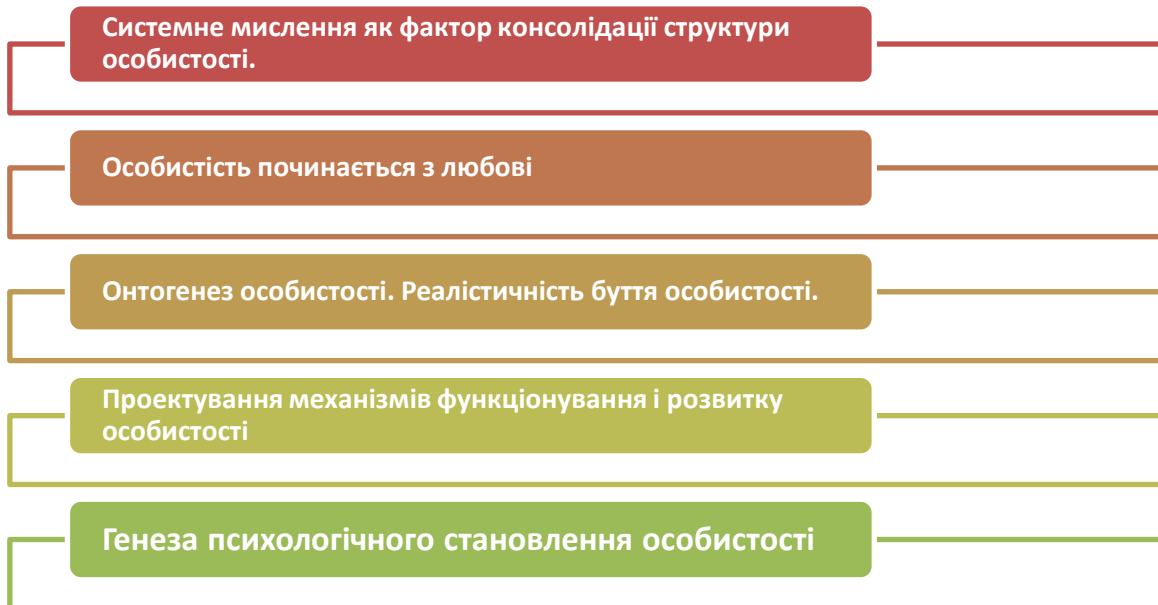 Системне мислення як фактор консолідації структури
особистості.
Особистість починається з любові
Онтогенез особистості. Реалістичність буття особистості.
Проектування механізмів функціонування і розвитку
особистості
Генеза психологічного становлення особистості